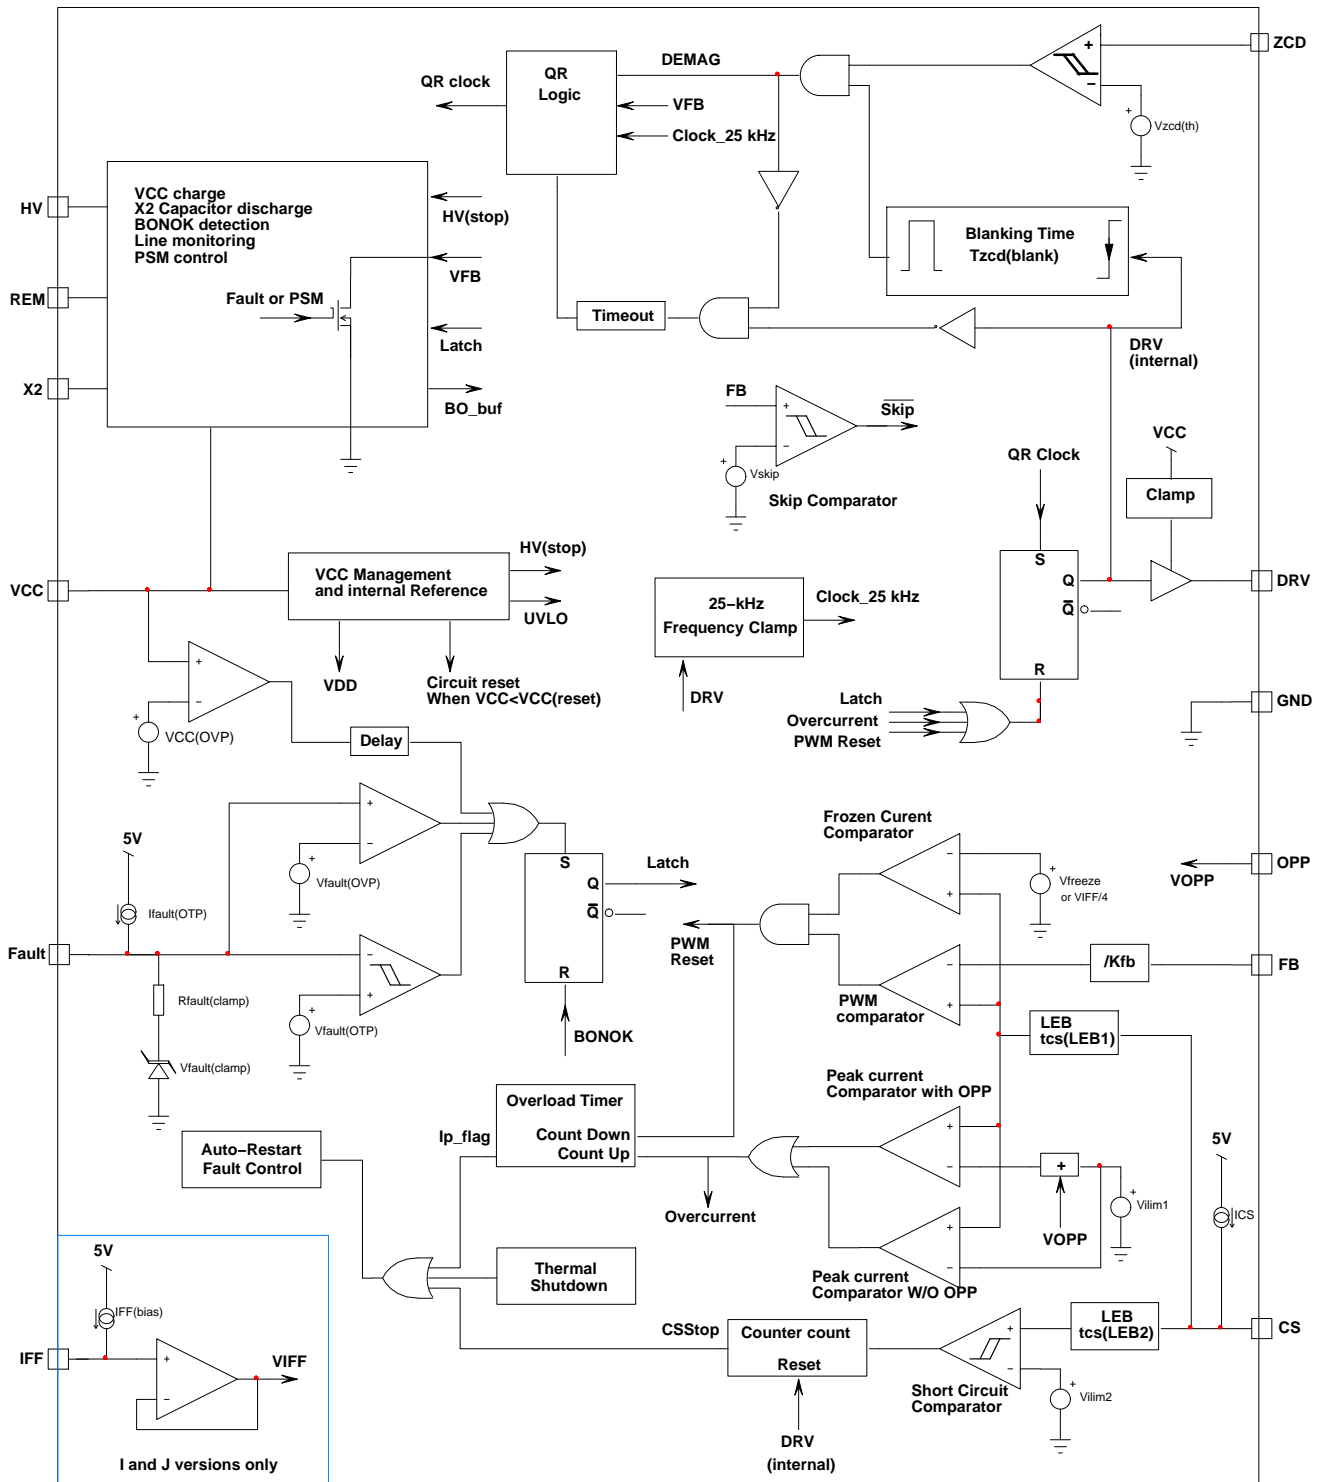 ZCD
+
−
+
Vzcd(th)
DEMAG
QR
Logic
QR clock
VFB
Clock_25 kHz
Blanking Time
Tzcd(blank)
Timeout
DRV
(internal)
HV
REM
X2
VCC charge
X2 Capacitor discharge
BONOK detection
Line monitoring
PSM control
Fault or PSM
HV(stop)
VFB
Latch
BO_buf
FB
+
−
+
Vskip
Skip
Skip Comparator
QR Clock
VCC
Clamp
S
Q
Q
R
DRV
VCC
VCC Management
and internal Reference
HV(stop)
UVLO
VDD
Circuit reset
When VCC<VCC(reset)
25−kHz
Frequency Clamp
Clock_25 kHz
DRV
Latch
Overcurrent
PWM Reset
GND
+
−
+
VCC(OVP)
Delay
+
−
+
Vfault(OVP)
5V
Ifault(OTP)
Fault
Rfault(clamp)
Vfault(clamp)
−
+
+
Vfault(OTP)
S
Q
Q
R
Latch
BONOK
PWM
Reset
Frozen Curent
Comparator
−
+
+
Vfreeze
or VIFF/4
VOPP
OPP
−
+
PWM
comparator
/Kfb
FB
LEB
tcs(LEB1)
Overload Timer
Count Down
Count Up
Ip_flag
Auto−Restart
Fault Control
Overcurrent
Peak current
Comparator with OPP
+
−
+
VOPP
+
Vilim1
5V
ICS
+
−
Peak current
Comparator W/O OPP
Thermal
Shutdown
CSStop
Counter count
Reset
DRV
(internal)
+
−
Short Circuit
Comparator
LEB
tcs(LEB2)
+
Vilim2
CS
5V
IFF(bias)
IFF
+
−
VIFF
I and J versions only